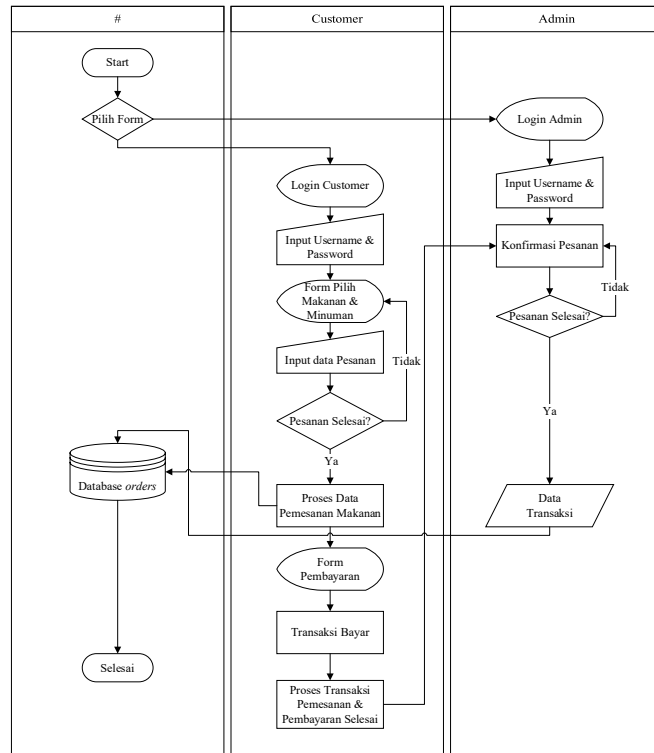 #
Customer
Admin
Start
Pilih Form
Login Admin
Login Customer
Input Username &
Password
Input Username &
Password
Konfirmasi Pesanan
Form Pilih
Makanan &
Minuman
Tidak
Pesanan Selesai?
Input data Pesanan
Tidak
Pesanan Selesai?
Ya
Ya
Database orders
Proses Data
Pemesanan Makanan
Data
Transaksi
Form
Pembayaran
Transaksi Bayar
Selesai
Proses Transaksi
Pemesanan &
Pembayaran Selesai